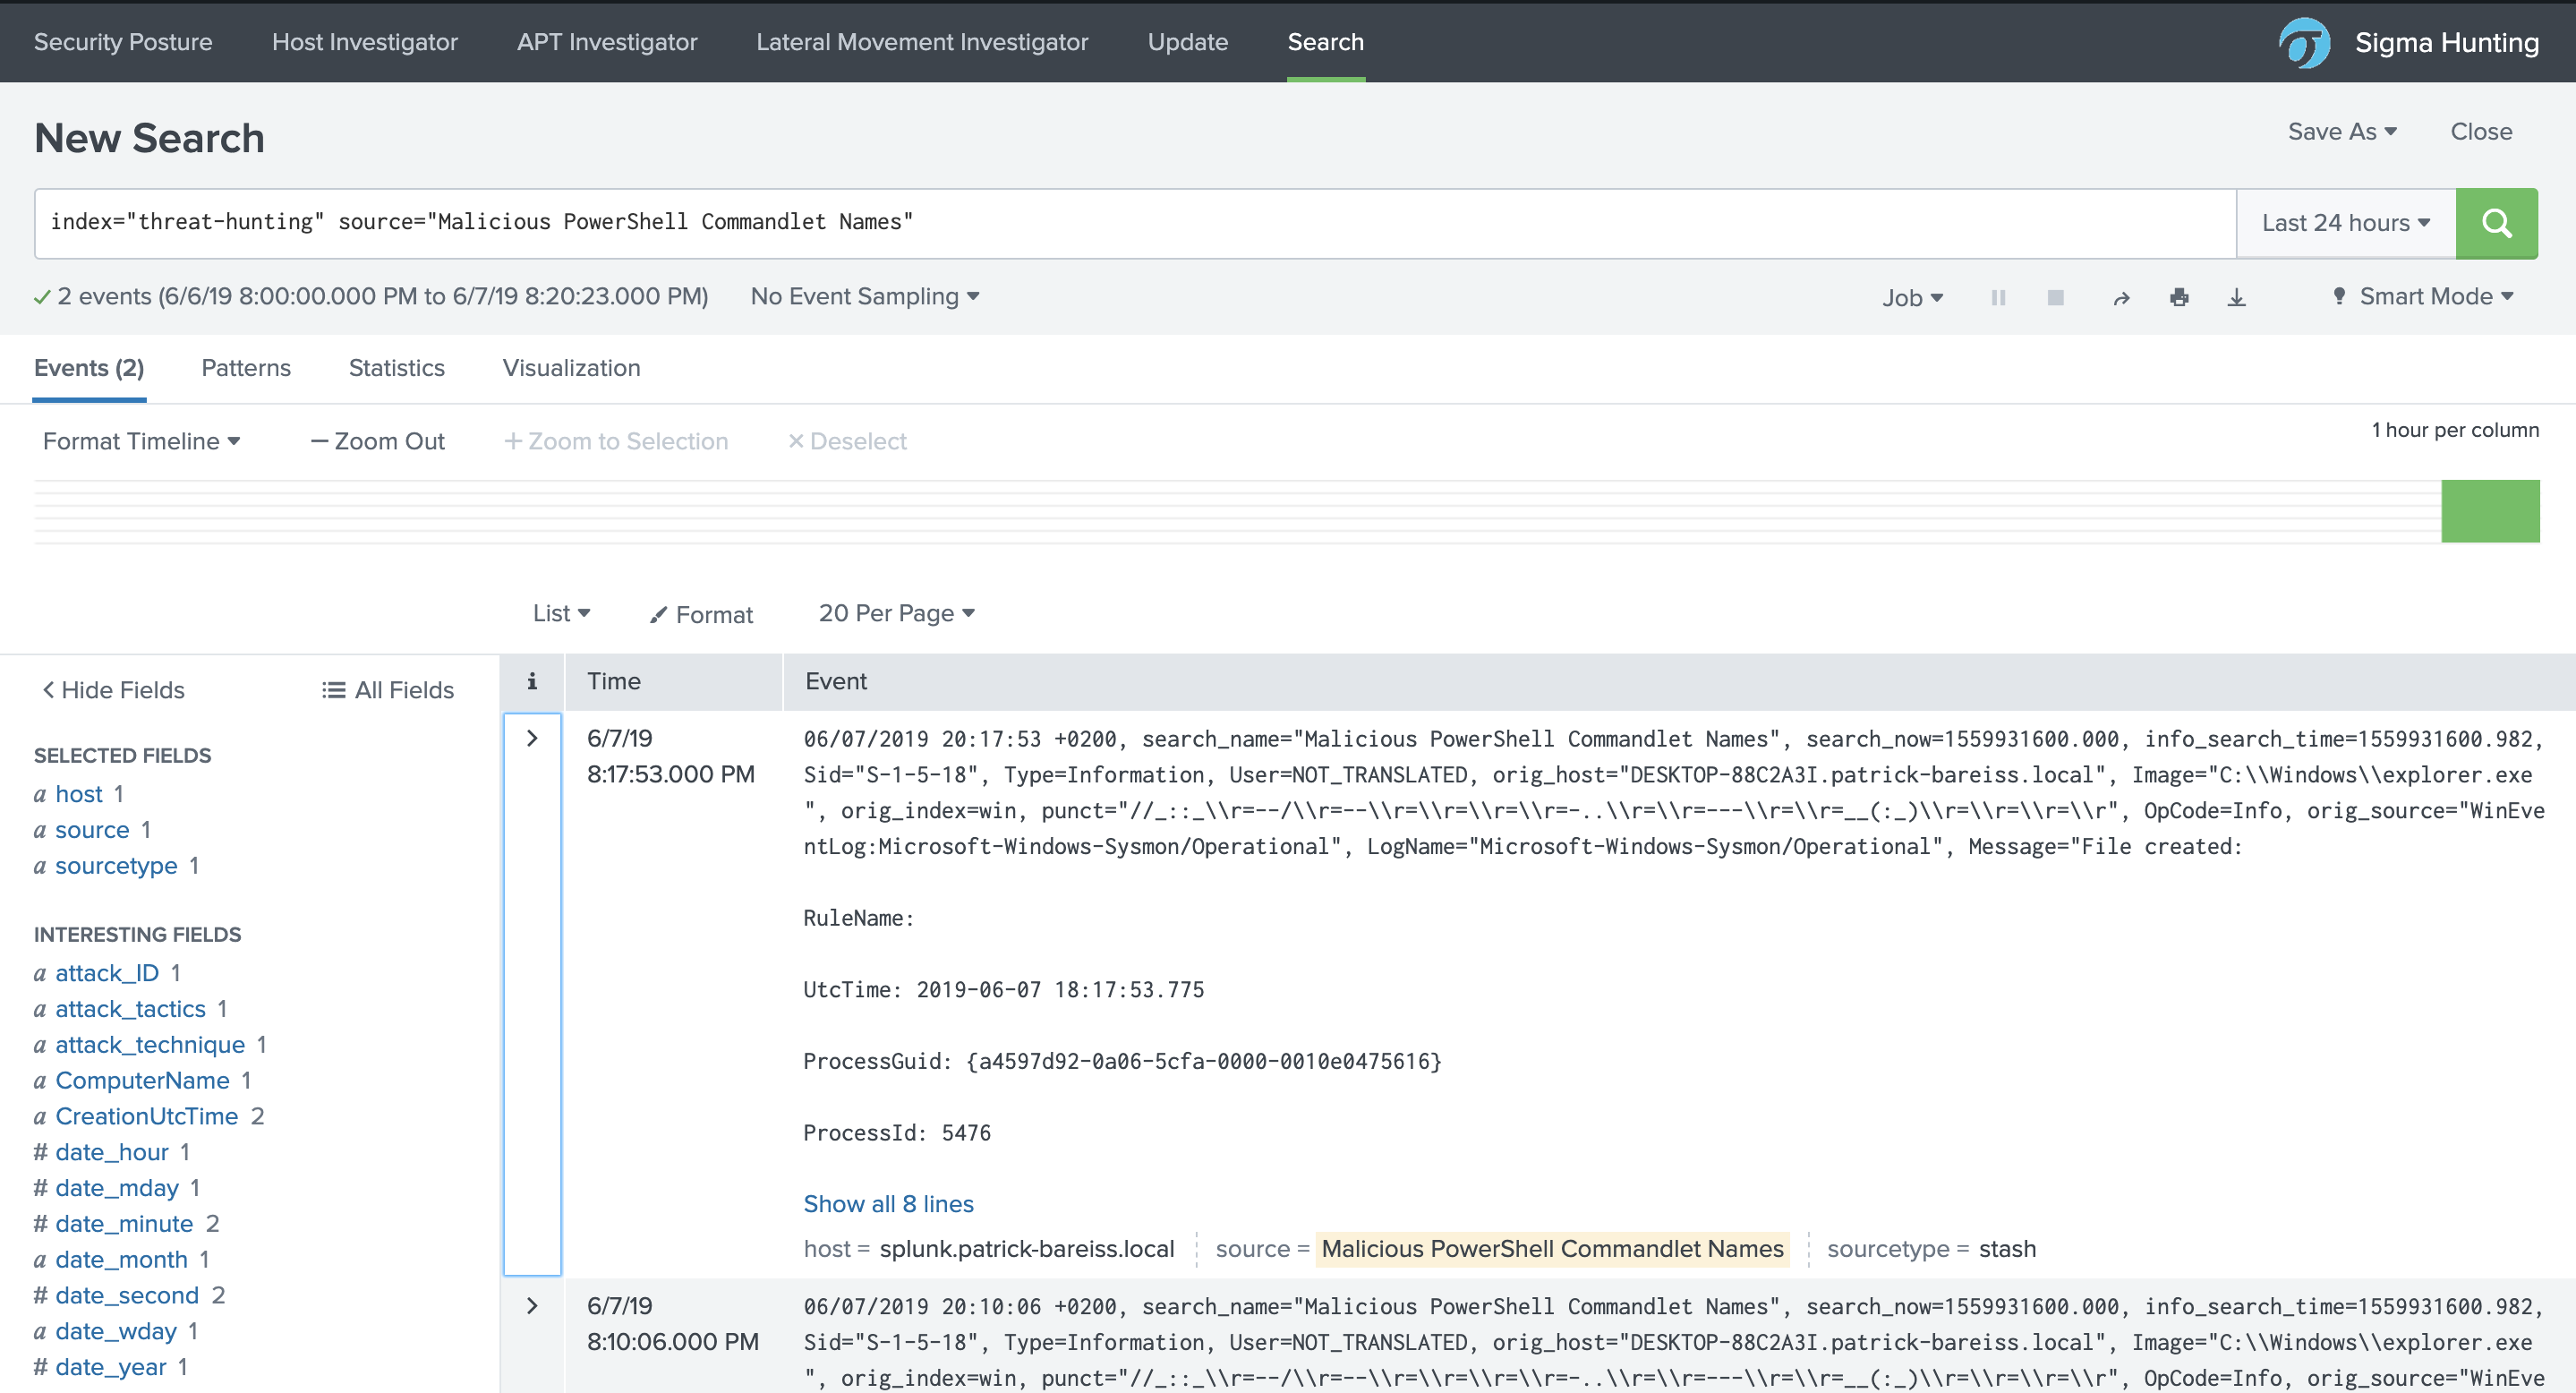 Security Posture Host Investigator APT Investigator Lateral Movement Investigator Update Search Sigma Hunting
New Search Save As Close
index="threat-hunting" source="Malicious PowerShell Commandlet Names" Last 24 hours
2 events (6/6/19 8:00:00.000 PM to 6/7/19 8:20:23.000 PM) No Event Sampling Job Smart Mode
Events (2) Patterns Statistics Visualization
Format Timeline — Zoom Out + Zoom to Selection × Deselect 1 hour per column
List Format 20 Per Page
< Hide Fields All Fields
SELECTED FIELDS
a host 1
a source 1
a sourcetype 1
INTERESTING FIELDS
a attack_ID 1
a attack_tactics 1
a attack_technique 1
a ComputerName 1
a CreationUtcTime 2
# date_hour 1
# date_mday 1
# date_minute 2
a date_month 1
# date_second 2
a date_wday 1
# date_year 1
i Time Event
> 6/7/19 06/07/2019 20:17:53 +0200, search_name="Malicious PowerShell Commandlet Names", search_now=1559931600.000, info_search_time=1559931600.982,
8:17:53.000 PM Sid="S-1-5-18", Type=Information, User=NOT_TRANSLATED, orig_host="DESKTOP-88C2A3I.patrick-bareiss.local", Image="C:\\Windows\\explorer.exe
", orig_index=win, punct="//_::_\\r=--/\\r=--\\r=\\r=\\r=\\r=-..\\r=\\r=---\\r=\\r=__(:_)\\r=\\r=\\r=\\r", OpCode=Info, orig_source="WinEve
ntLog:Microsoft-Windows-Sysmon/Operational", LogName="Microsoft-Windows-Sysmon/Operational", Message="File created:
RuleName:
UtcTime: 2019-06-07 18:17:53.775
ProcessGuid: {a4597d92-0a06-5cfa-0000-0010e0475616}
ProcessId: 5476
Show all 8 lines
host = splunk.patrick-bareiss.local source = Malicious PowerShell Commandlet Names sourcetype = stash
> 6/7/19 06/07/2019 20:10:06 +0200, search_name="Malicious PowerShell Commandlet Names", search_now=1559931600.000, info_search_time=1559931600.982,
8:10:06.000 PM Sid="S-1-5-18", Type=Information, User=NOT_TRANSLATED, orig_host="DESKTOP-88C2A3I.patrick-bareiss.local", Image="C:\\Windows\\explorer.exe
", orig_index=win, punct="//_::_\\r=--/\\r=--\\r=\\r=\\r=\\r=-..\\r=\\r=---\\r=\\r=__(:_)\\r=\\r=\\r=\\r", OpCode=Info, orig_source="WinEve